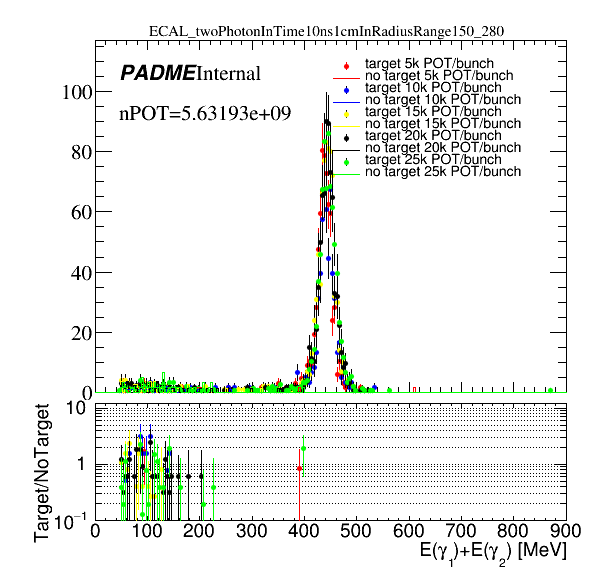 ECAL_twoPhotonInTime10ns1cmInRadiusRange150_280
PADME Internal
nPOT=5.63193e+09
target 5k POT/bunch
no target 5k POT/bunch
target 10k POT/bunch
no target 10k POT/bunch
target 15k POT/bunch
no target 15k POT/bunch
target 20k POT/bunch
no target 20k POT/bunch
target 25k POT/bunch
no target 25k POT/bunch
100
80
60
40
20
0
Target/NoTarget
10
1
10⁻¹
0 100 200 300 400 500 600 700 800 900
E(γ₁)+E(γ₂) [MeV]